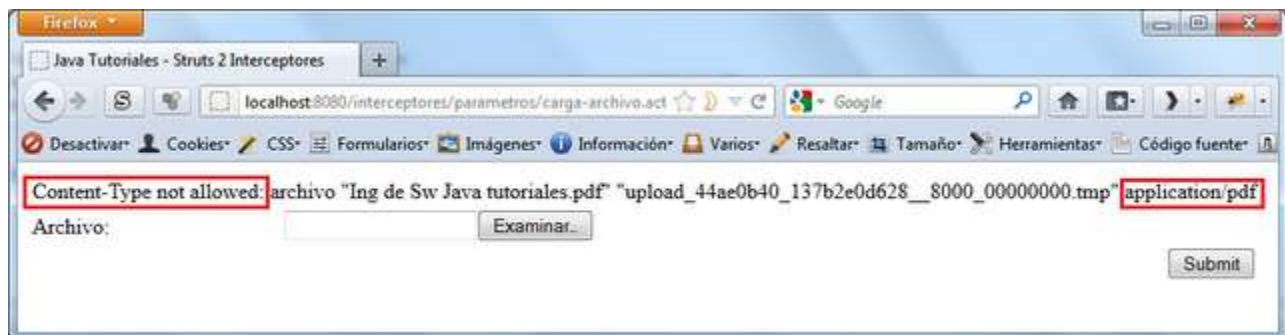 Firefox
Java Tutoriales - Struts 2 Interceptores
localhost:8080/interceptores/parametros/carga-archivo.act
Google
Desactivar Cookies CSS Formularios Imágenes Información Varios Resaltar Tamaño Herramientas Código fuente
Content-Type not allowed: archivo "Ing de Sw Java tutoriales.pdf" "upload_44ae0b40_137b2e0d628__8000_00000000.tmp" application/pdf
Archivo: Examinar..
Submit